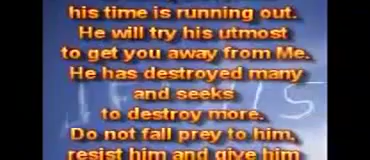 his time is running out.
He will try his utmost
to get you away from Me.
He has destroyed many
and seeks
to destroy more.
Do not fall prey to him,
resist him and give him